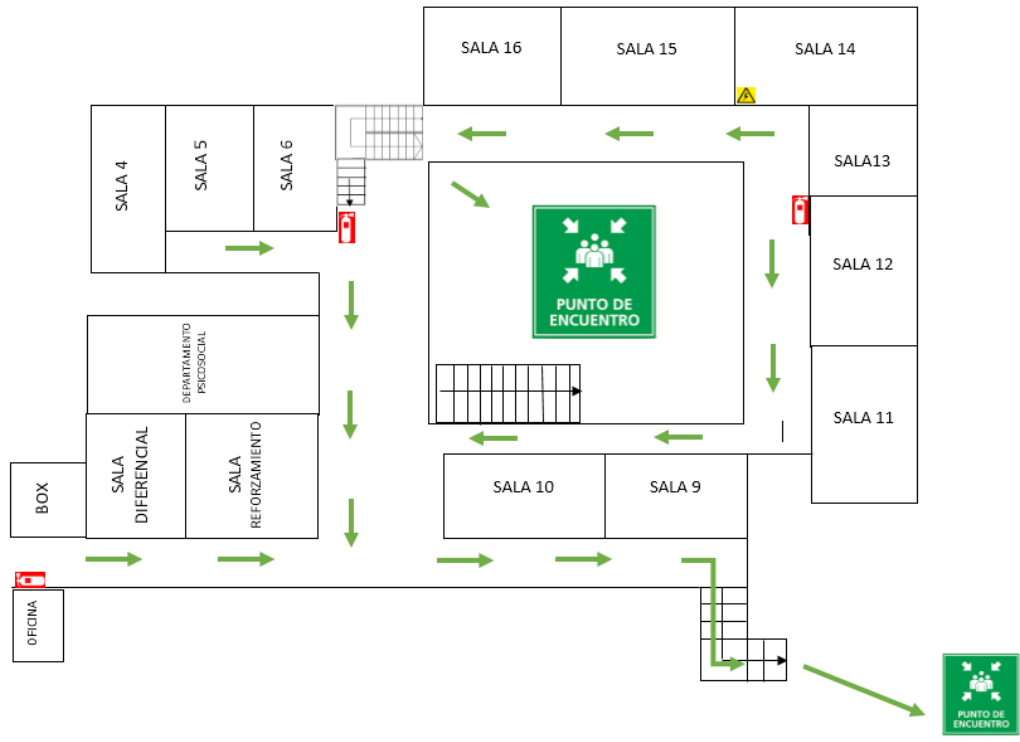 SALA 16
SALA 15
SALA 14
SALA 4
SALA 5
SALA 6
SALA13
SALA 12
PUNTO DE
ENCUENTRO
DEPARTAMENTO
PSICOSOCIAL
SALA 11
SALA
DIFERENCIAL
SALA
REFORZAMIENTO
BOX
SALA 10
SALA 9
OFICINA
PUNTO DE
ENCUENTRO